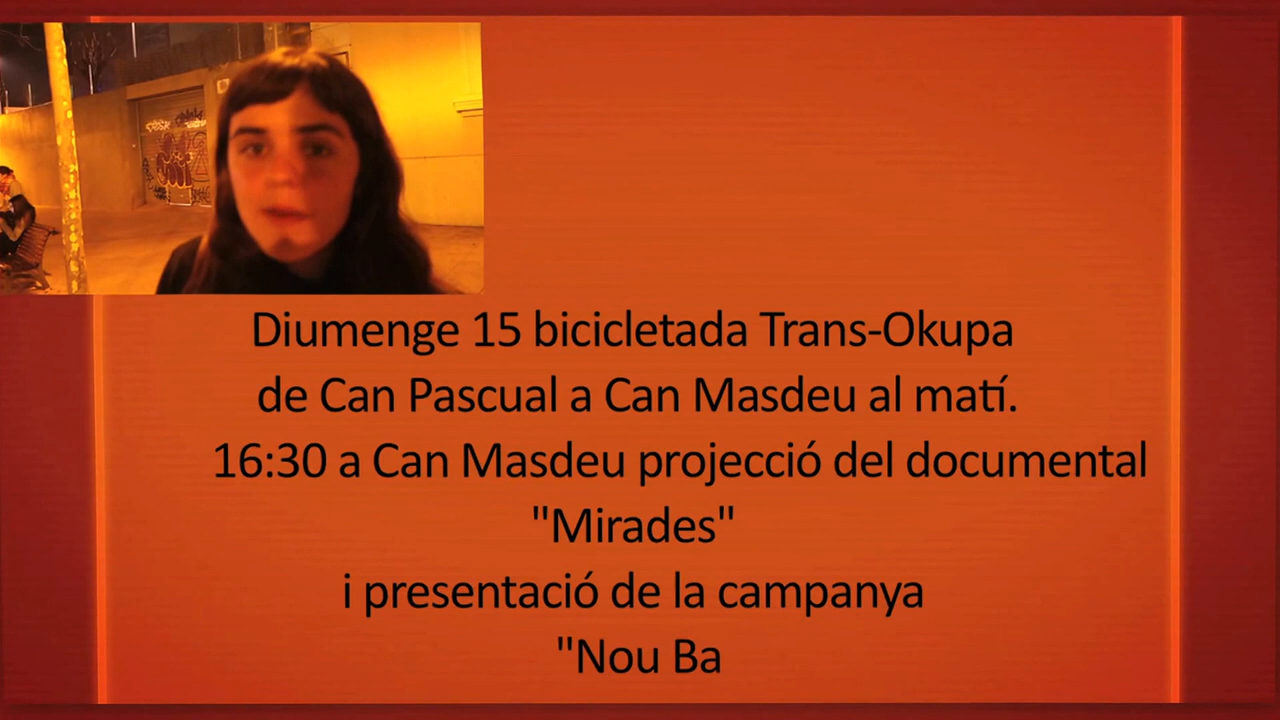 Diumenge 15 bicicletada Trans-Okupa
de Can Pascual a Can Masdeu al matí.
16:30 a Can Masdeu projecció del documental
"Mirades"
i presentació de la campanya
"Nou Ba